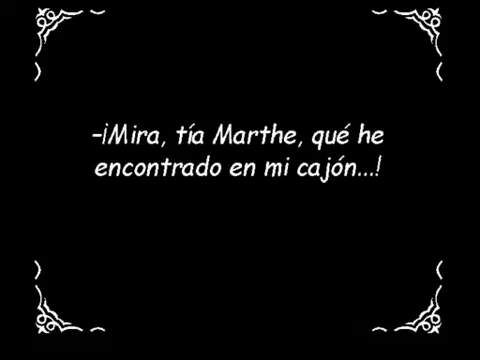 –¡Mira, tía Marthe, qué he
encontrado en mi cajón...!